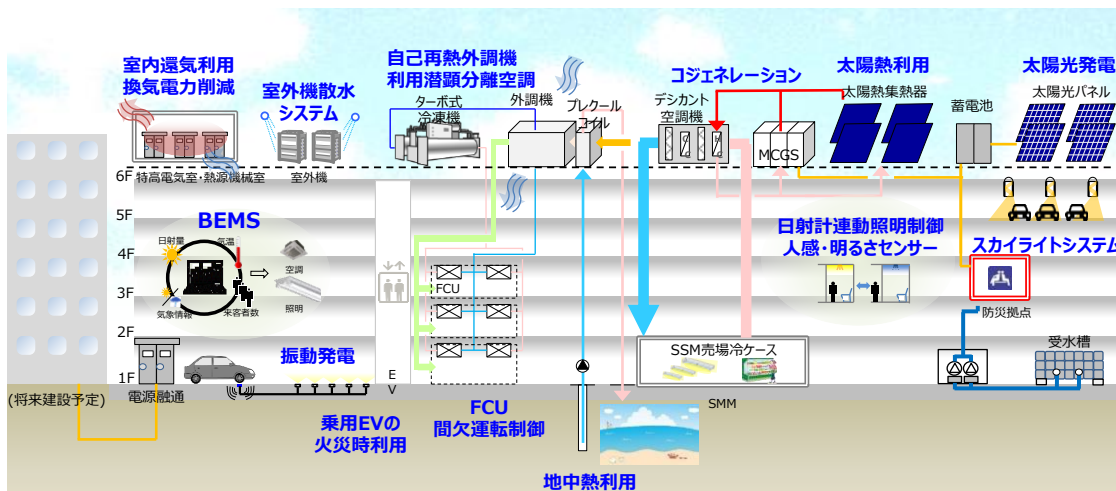 室内還気利用
換気電力削減
室外機散水
システム
自己再熱外調機
利用潜顕分離空調
ターボ式
冷凍機
外調機
プレクール
コイル
コジェネレーション
デシカント
空調機
MCGS
太陽熱利用
太陽熱集熱器
蓄電池
太陽光発電
太陽光パネル
特高電気室・熱源機械室
室外機
6F
5F
4F
3F
2F
1F
BEMS
日射量
気温
気象情報
来客者数
空調
照明
FCU
日射計連動照明制御
人感・明るさセンサー
スカイライトシステム
防災拠点
受水槽
SSM売場冷ケース
SMM
振動発電
E
V
電源融通
(将来建設予定)
乗用EVの
火災時利用
FCU
間欠運転制御
地中熱利用